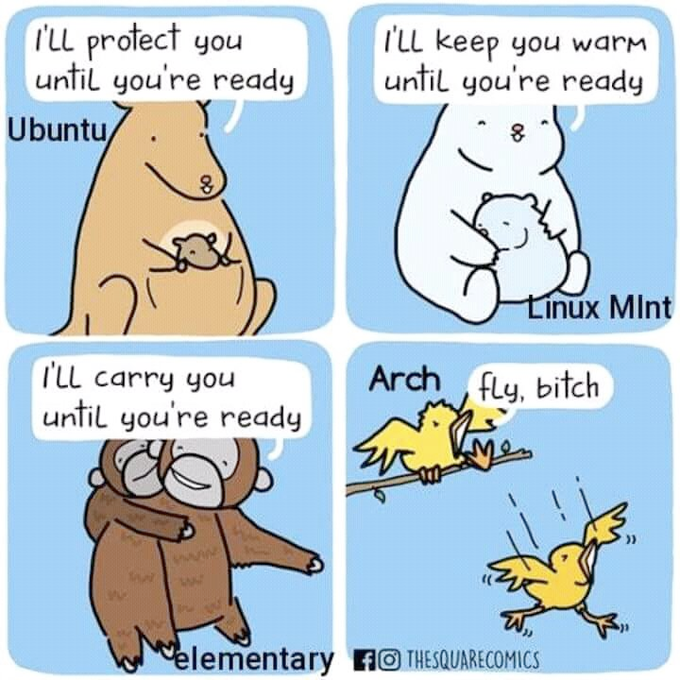 I'LL protect you
until you're ready
Ubuntu
I'LL keep you warm
until you're ready
Linux MInt
I'LL carry you
until you're ready
elementary
Arch
fly, bitch
THESQUARECOMICS